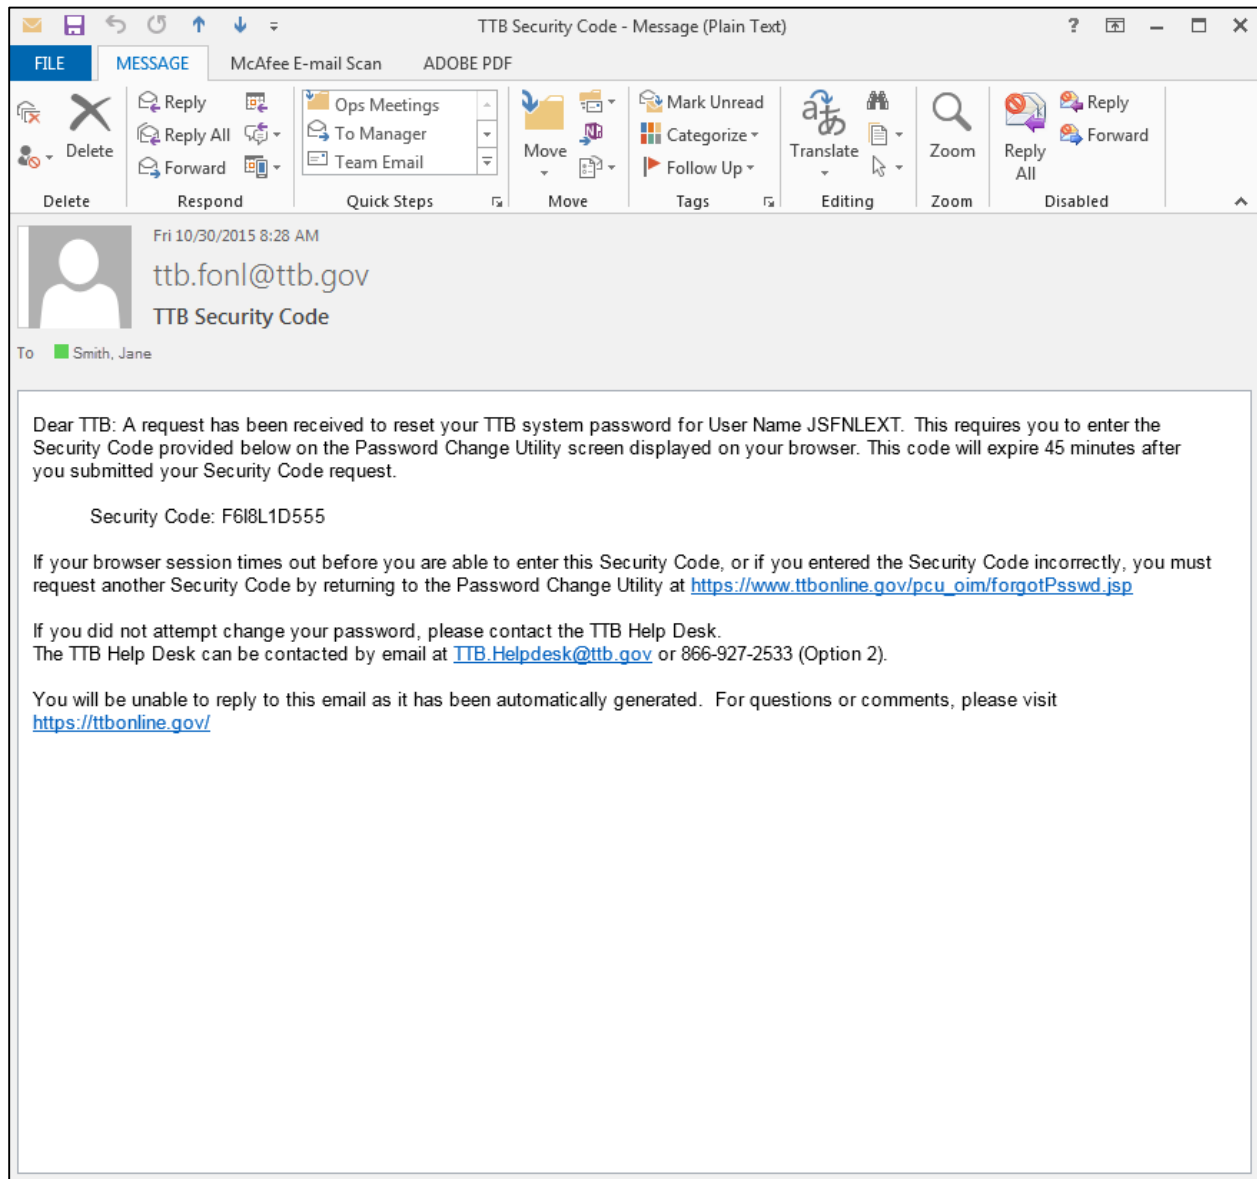 TTB Security Code - Message (Plain Text)
FILE MESSAGE McAfee E-mail Scan ADOBE PDF
Delete
Reply
Reply All
Forward
Ops Meetings
To Manager
Team Email
Move
Mark Unread
Categorize
Follow Up
Translate
Zoom
Reply All
Reply
Forward
Delete Respond Quick Steps Move Tags Editing Zoom Disabled
Fri 10/30/2015 8:28 AM
ttb.fonl@ttb.gov
TTB Security Code
To Smith, Jane
Dear TTB: A request has been received to reset your TTB system password for User Name JSFNLEXT. This requires you to enter the
Security Code provided below on the Password Change Utility screen displayed on your browser. This code will expire 45 minutes after
you submitted your Security Code request.
Security Code: F6I8L1D555
If your browser session times out before you are able to enter this Security Code, or if you entered the Security Code incorrectly, you must
request another Security Code by returning to the Password Change Utility at https://www.ttbonline.gov/pcu_oim/forgotPsswd.jsp
If you did not attempt change your password, please contact the TTB Help Desk.
The TTB Help Desk can be contacted by email at TTB.Helpdesk@ttb.gov or 866-927-2533 (Option 2).
You will be unable to reply to this email as it has been automatically generated.  For questions or comments, please visit
https://ttbonline.gov/